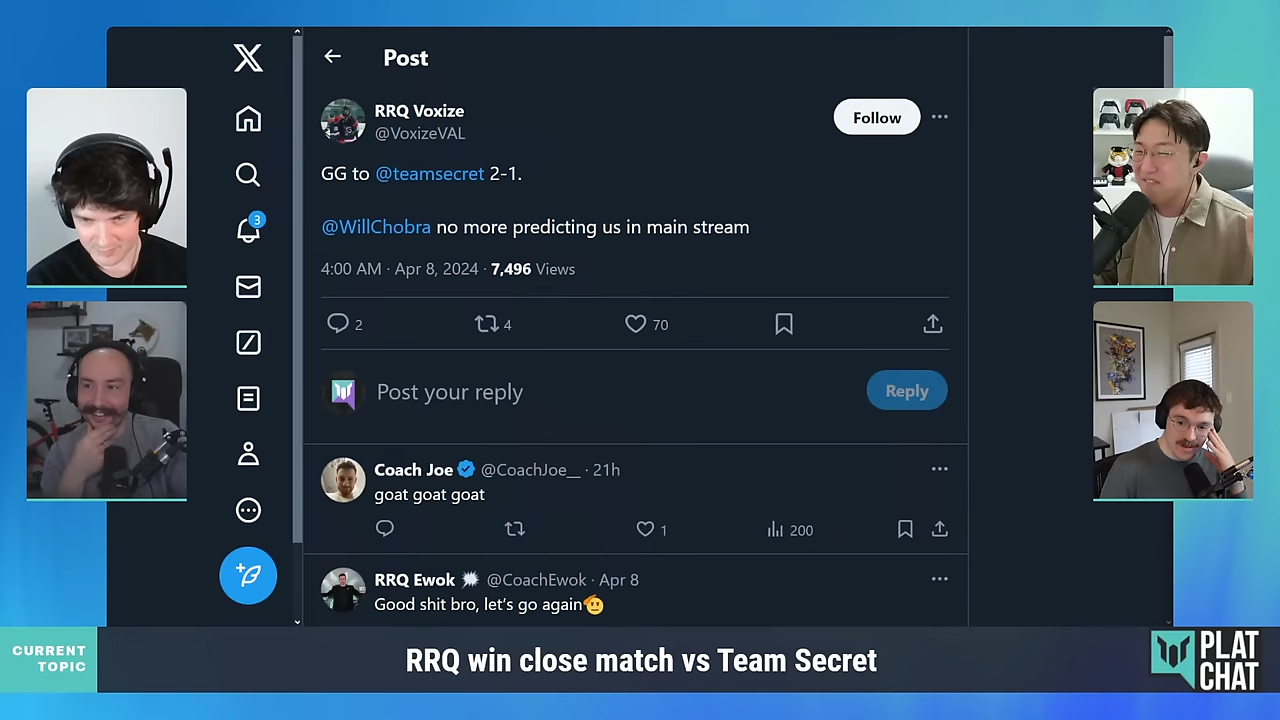 Post
RRQ Voxize
@VoxizeVAL
Follow
GG to @teamsecret 2-1.
@WillChobra no more predicting us in main stream
4:00 AM · Apr 8, 2024 · 7,496 Views
3
2
4
70
Post your reply
Reply
Coach Joe @CoachJoe__ · 21h
goat goat goat
1
200
RRQ Ewok @CoachEwok · Apr 8
Good shit bro, let's go again
CURRENT
TOPIC
RRQ win close match vs Team Secret
PLAT
CHAT